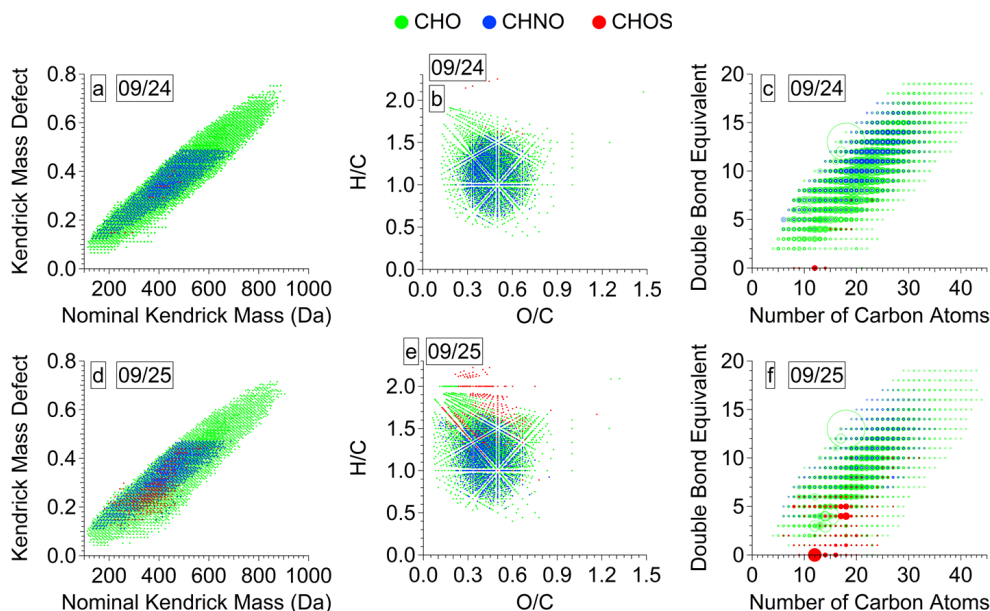 CHO CHNO CHOS
a 09/24
Kendrick Mass Defect
0.8
0.6
0.4
0.2
0.0
200 400 600 800 1000
Nominal Kendrick Mass (Da)
09/24
b
H/C
2.0
1.5
1.0
0.5
0.0
0.0 0.3 0.6 0.9 1.2 1.5
O/C
c 09/24
Double Bond Equivalent
20
15
10
5
0
0 10 20 30 40
Number of Carbon Atoms
d 09/25
Kendrick Mass Defect
0.8
0.6
0.4
0.2
0.0
200 400 600 800 1000
Nominal Kendrick Mass (Da)
e 09/25
H/C
2.0
1.5
1.0
0.5
0.0
0.0 0.3 0.6 0.9 1.2 1.5
O/C
f 09/25
Double Bond Equivalent
20
15
10
5
0
0 10 20 30 40
Number of Carbon Atoms